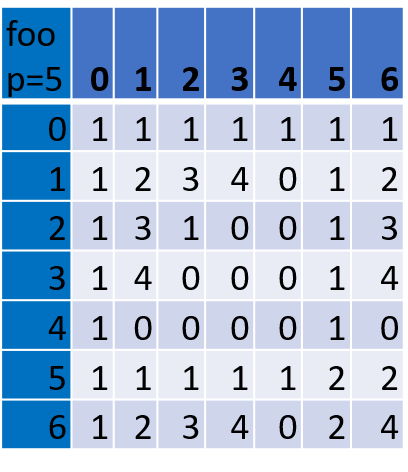 foo
p=5 0 1 2 3 4 5 6
0 1 1 1 1 1 1 1
1 1 2 3 4 0 1 2
2 1 3 1 0 0 1 3
3 1 4 0 0 0 1 4
4 1 0 0 0 0 1 0
5 1 1 1 1 1 2 2
6 1 2 3 4 0 2 4